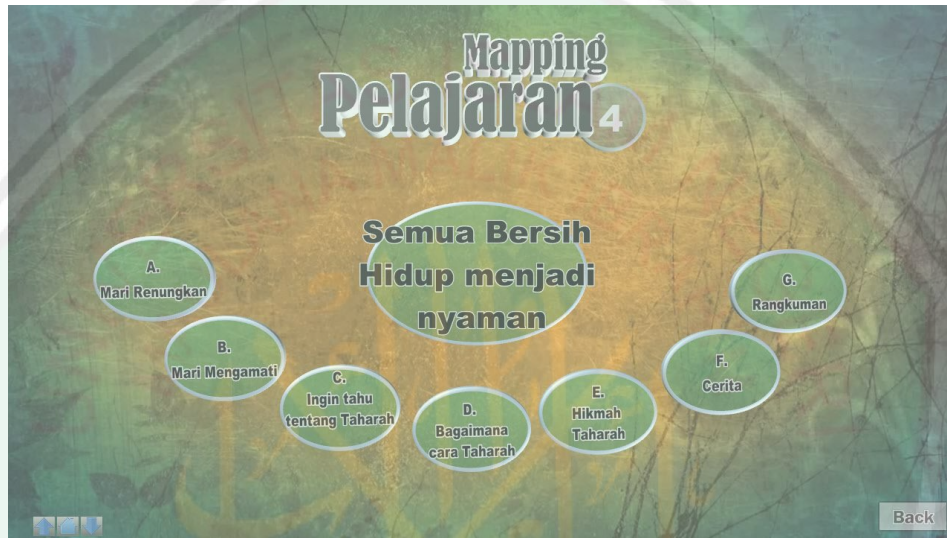 Mapping
Pelajaran 4
Semua Bersih
Hidup menjadi
nyaman
A.
Mari Renungkan
B.
Mari Mengamati
C.
Ingin tahu
tentang Taharah
D.
Bagaimana
cara Taharah
E.
Hikmah
Taharah
F.
Cerita
G.
Rangkuman
Back